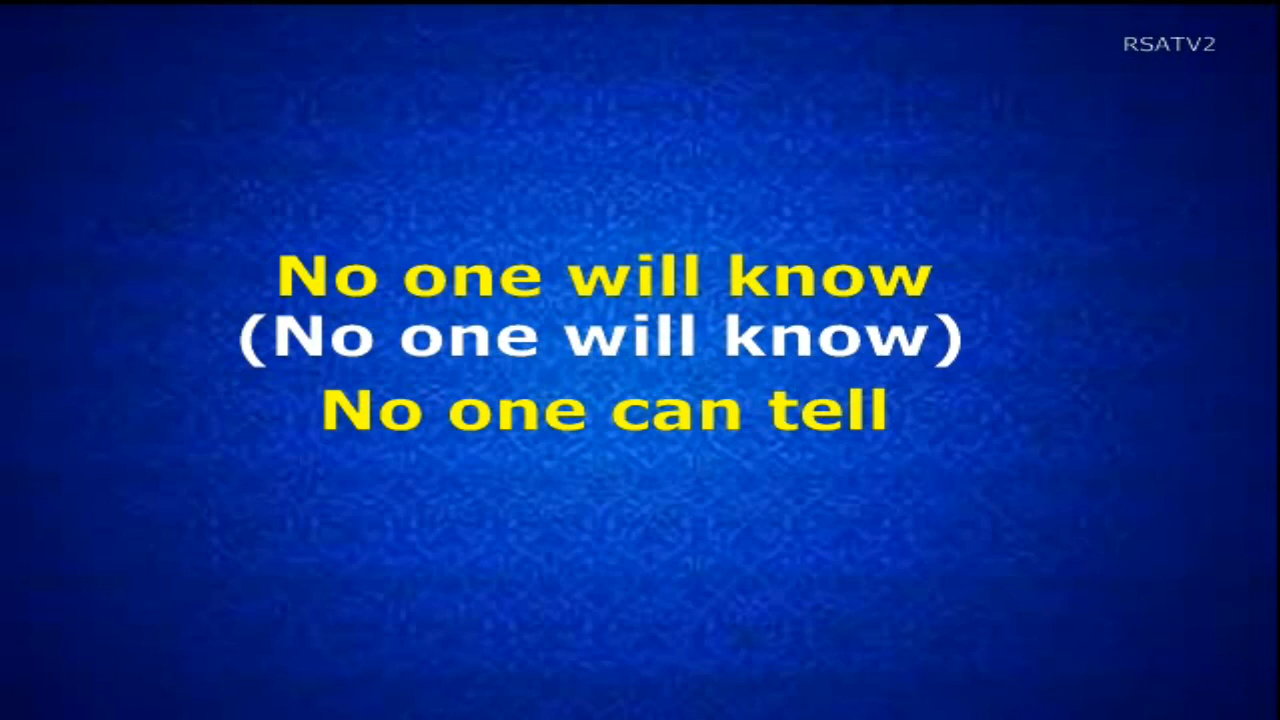 RSATV2
No one will know
(No one will know)
No one can tell